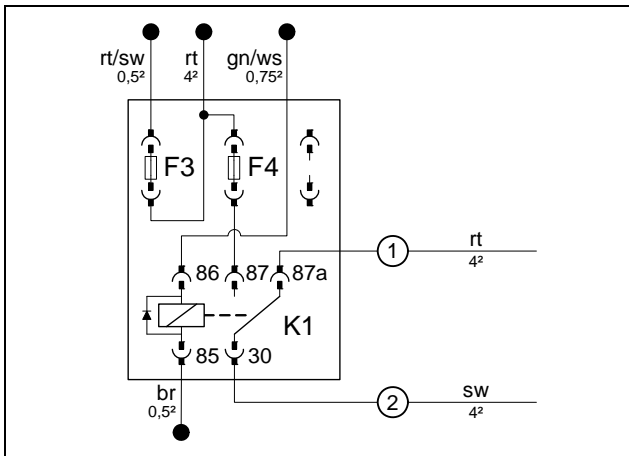 rt/sw rt gn/ws
0,5² 4² 0,75²
F3 F4
1 rt
4²
86 87 87a
K1
85 30
br 2 sw
0,5² 4²